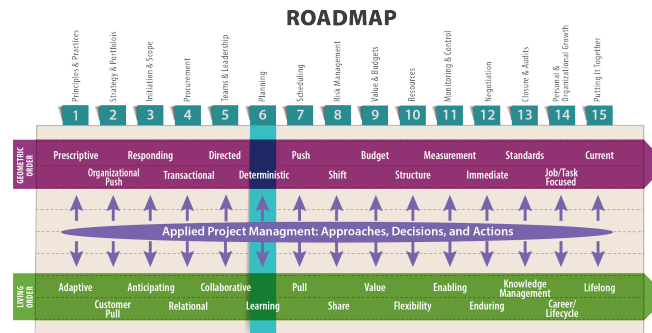 ROADMAP
Principles & Practices
Strategy & Portfolois
Initiation & Scope
Procurement
Teams & Leadership
Planning
Scheduling
Risk Management
Value & Budgets
Resources
Monitoring & Control
Negotiation
Closure & Audits
Personal &
Organizational Growth
Putting It Together
1 2 3 4 5 6 7 8 9 10 11 12 13 14 15
GEOMETRIC
ORDER
Prescriptive Responding Directed Push Budget Measurement Standards Current
Organizational
Push
Transactional Deterministic Shift Structure Immediate
Job/Task
Focused
Applied Project Managment: Approaches, Decisions, and Actions
LIVING
ORDER
Adaptive Anticipating Collaborative Pull Value Enabling
Knowledge
Management
Lifelong
Customer
Pull
Relational Learning Share Flexibility Enduring
Career/
Lifecycle